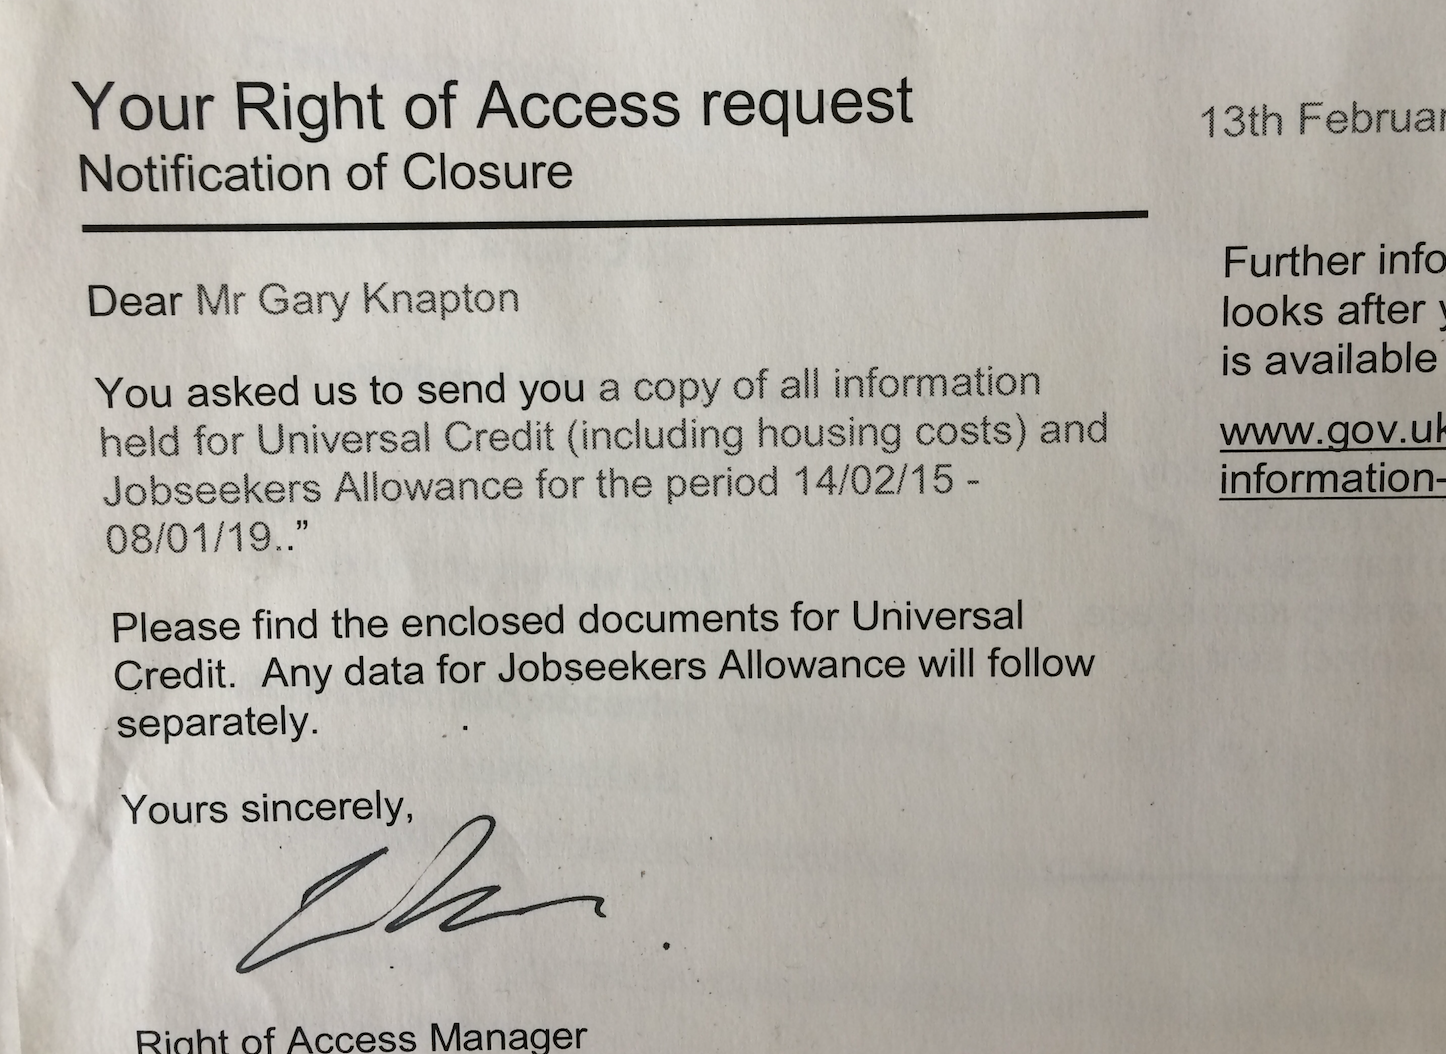 Your Right of Access request
Notification of Closure
13th Februar
Dear Mr Gary Knapton
You asked us to send you a copy of all information
held for Universal Credit (including housing costs) and
Jobseekers Allowance for the period 14/02/15 -
08/01/19..”
Please find the enclosed documents for Universal
Credit. Any data for Jobseekers Allowance will follow
separately.
Yours sincerely,
Right of Access Manager
Further info
looks after y
is available
www.gov.uk
information-